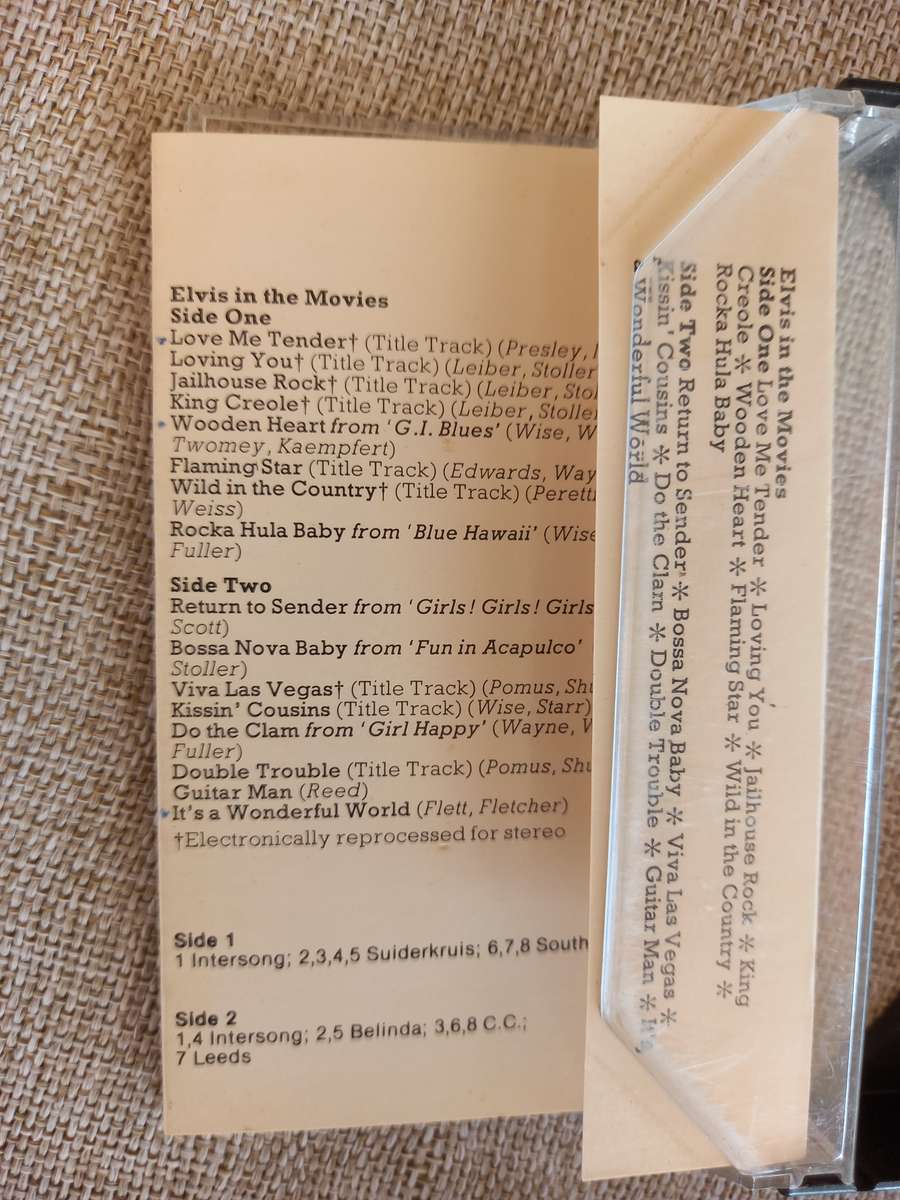 Elvis in the Movies
Side One
Love Me Tender† (Title Track) (Presley,
Loving You† (Title Track) (Leiber, Stoller
Jailhouse Rock† (Title Track) (Leiber,
King Creole† (Title Track) (Leiber, Stoller
Wooden Heart from 'G.I. Blues' (Wise,
Twomey, Kaempfert)
Flaming Star (Title Track) (Edwards,
Wild in the Country† (Title Track)
Weiss)
Rocka Hula Baby from 'Blue Hawaii' (Wise
Fuller)
Side Two
Return to Sender from 'Girls! Girls! Girls
Scott)
Bossa Nova Baby from 'Fun in Acapulco'
Stoller)
Viva Las Vegas† (Title Track) (Pomus,
Kissin' Cousins (Title Track) (Wise, Starr)
Do the Clam from 'Girl Happy' (Wayne,
Fuller)
Double Trouble (Title Track) (Pomus,
Guitar Man (Reed)
It's a Wonderful World (Flett, Fletcher)
†Electronically reprocessed for stereo
Side 1
1 Intersong; 2,3,4,5 Suiderkruis; 6,7,8 South
Side 2
1,4 Intersong; 2,5 Belinda; 3,6,8 C.C.;
7 Leeds
Elvis in the Movies
Side One Love Me Tender * Loving You * Jailhouse Rock * King
Creole * Wooden Heart * Flaming Star * Wild in the Country *
Rocka Hula Baby
Side Two Return to Sender * Bossa Nova Baby * Viva Las Vegas *
Kissin' Cousins * Do the Clam * Double Trouble * Guitar Man * It's
a Wonderful World